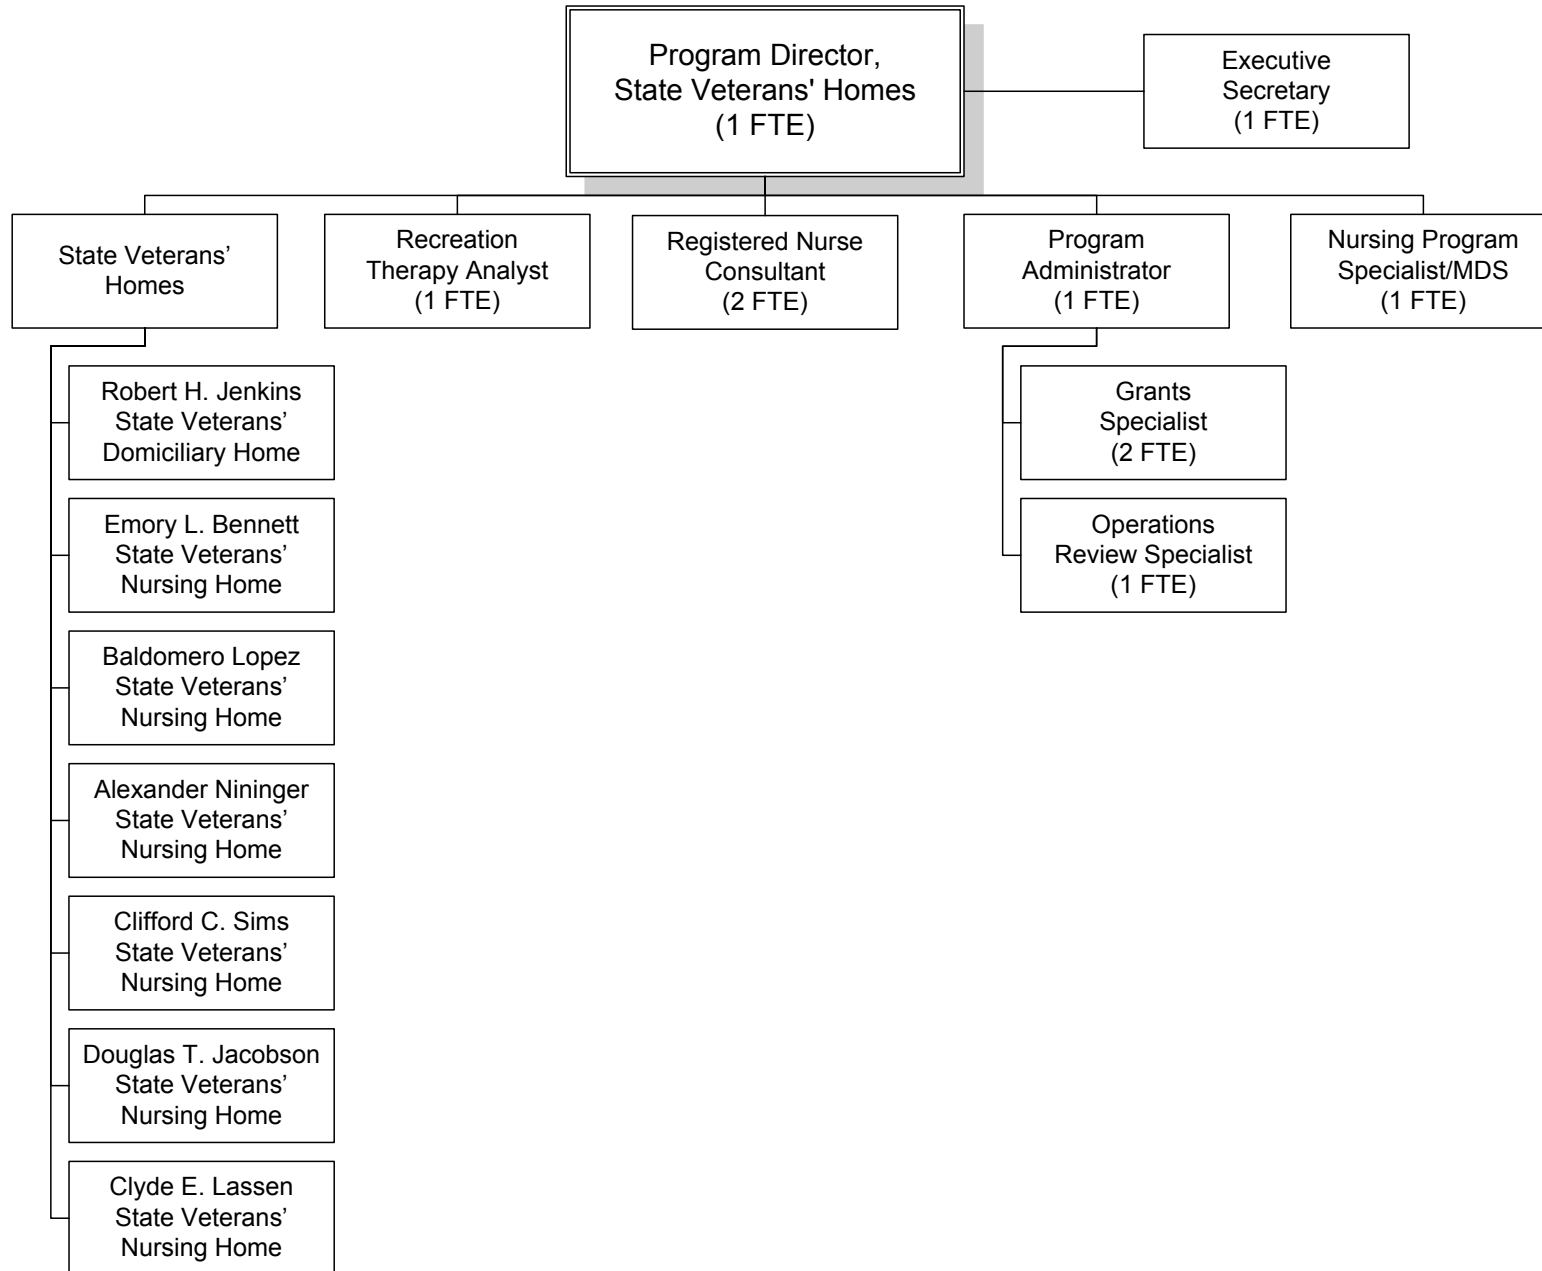 Program Director,
State Veterans' Homes
(1 FTE)
Executive
Secretary
(1 FTE)
State Veterans’
Homes
Recreation
Therapy Analyst
(1 FTE)
Registered Nurse
Consultant
(2 FTE)
Program
Administrator
(1 FTE)
Nursing Program
Specialist/MDS
(1 FTE)
Robert H. Jenkins
State Veterans’
Domiciliary Home
Emory L. Bennett
State Veterans’
Nursing Home
Baldomero Lopez
State Veterans’
Nursing Home
Alexander Nininger
State Veterans’
Nursing Home
Clifford C. Sims
State Veterans’
Nursing Home
Douglas T. Jacobson
State Veterans’
Nursing Home
Clyde E. Lassen
State Veterans’
Nursing Home
Grants
Specialist
(2 FTE)
Operations
Review Specialist
(1 FTE)